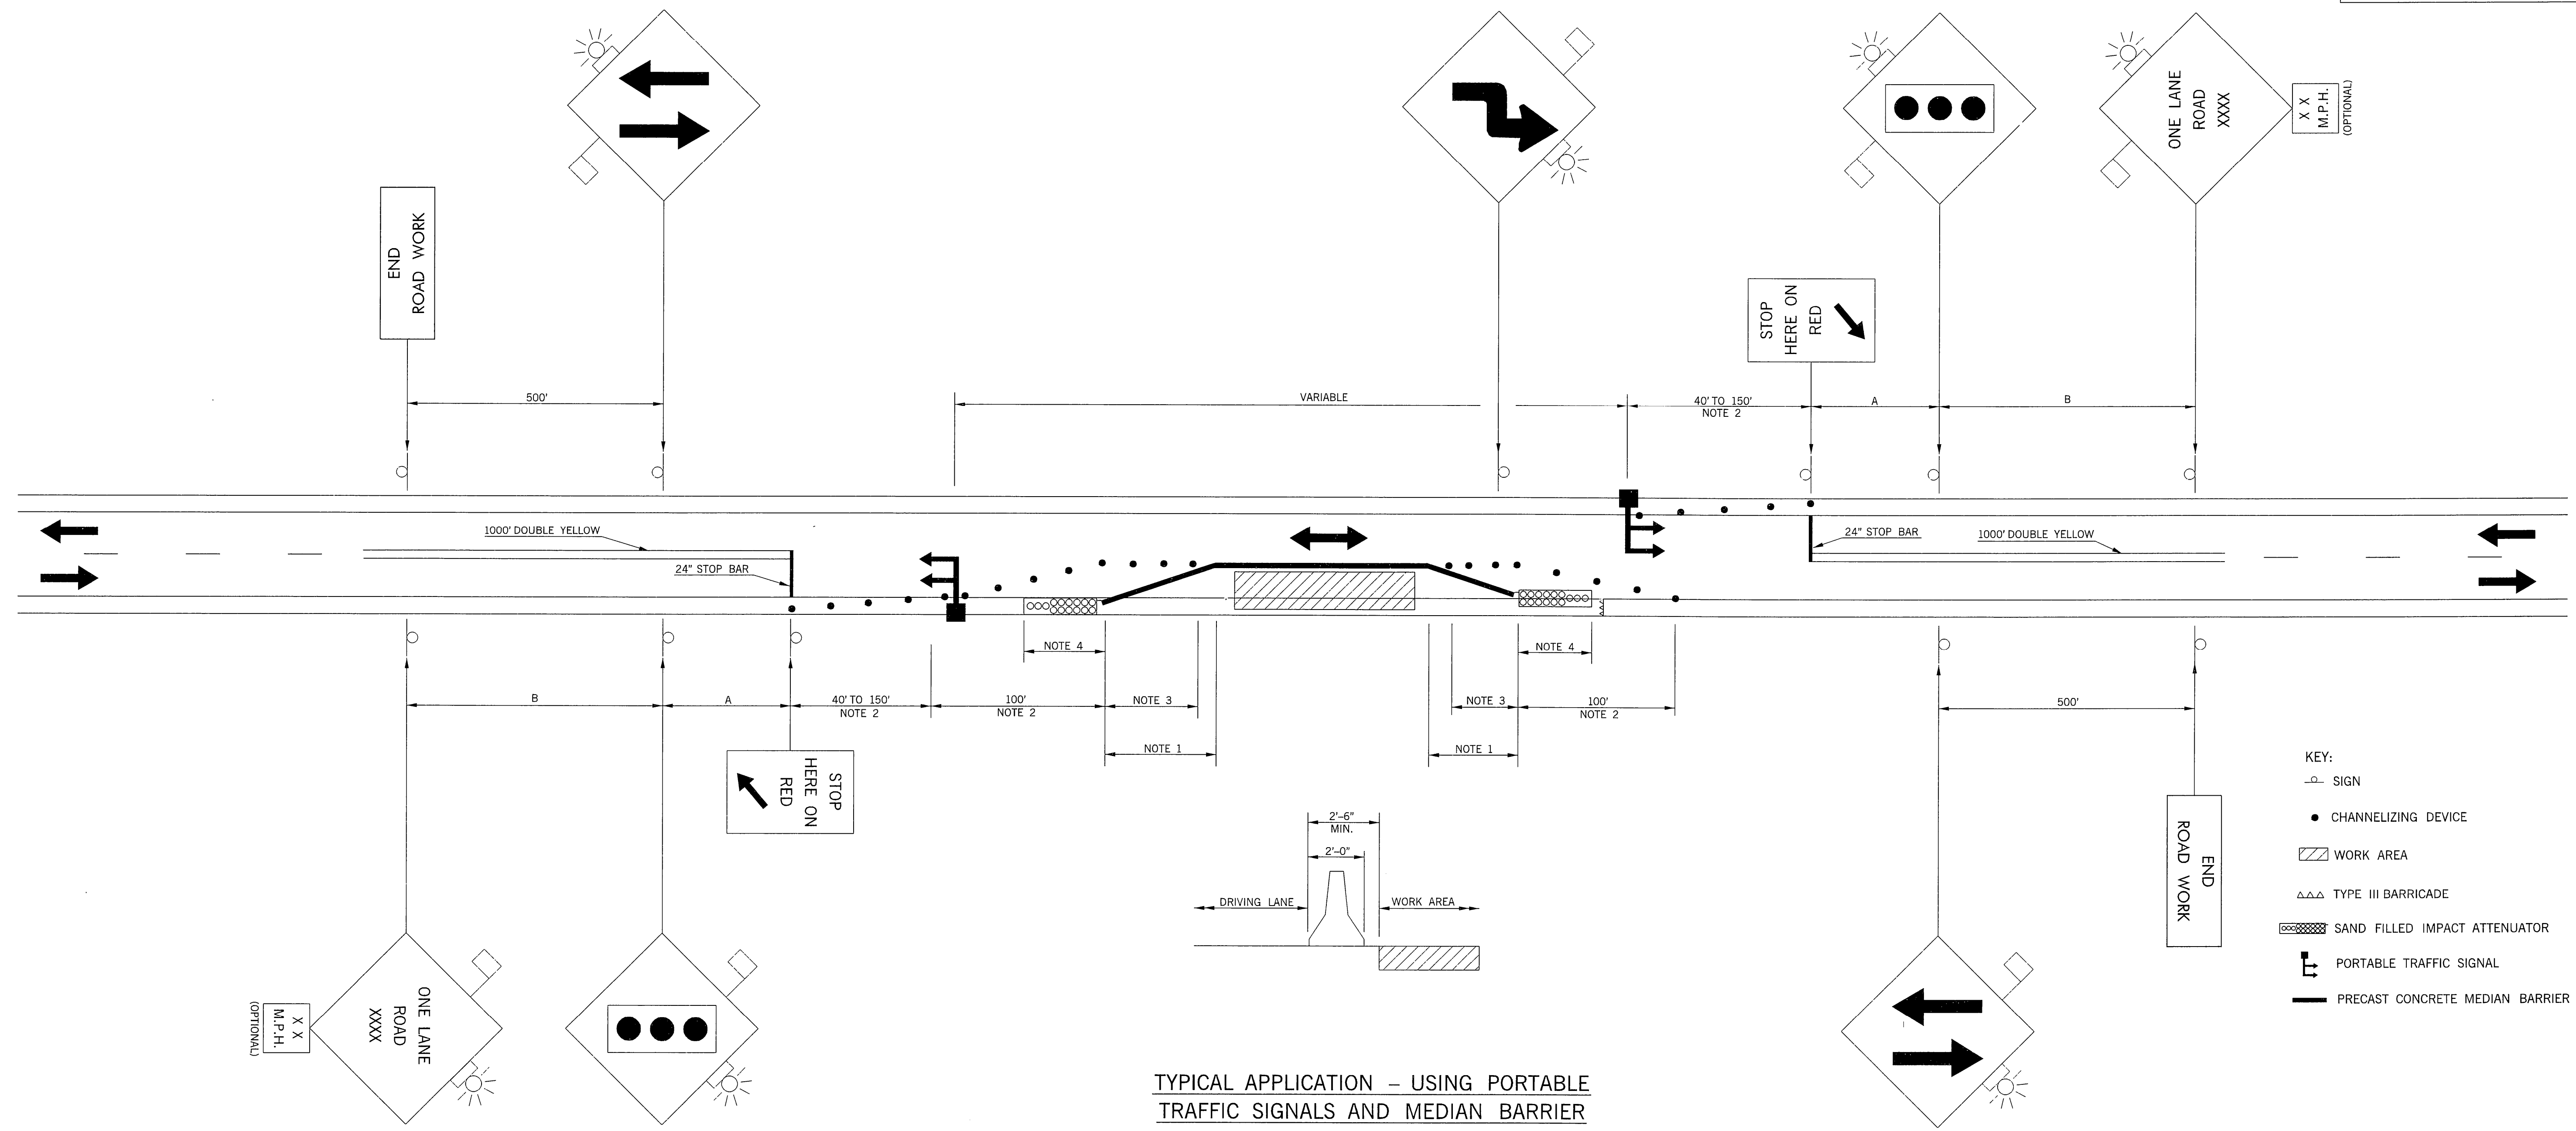 ONE LANE
ROAD
XXXX
X X
M.P.H.
(OPTIONAL)
END
ROAD WORK
STOP
HERE ON
RED
500'
VARIABLE
40' TO 150'
NOTE 2
A
B
1000' DOUBLE YELLOW
24" STOP BAR
24" STOP BAR
1000' DOUBLE YELLOW
NOTE 4
NOTE 4
B
A
40' TO 150'
NOTE 2
100'
NOTE 2
NOTE 3
NOTE 3
100'
NOTE 2
500'
NOTE 1
NOTE 1
STOP
HERE ON
RED
2'-6"
MIN.
2'-0"
DRIVING LANE
WORK AREA
END
ROAD WORK
KEY:
SIGN
CHANNELIZING DEVICE
WORK AREA
TYPE III BARRICADE
SAND FILLED IMPACT ATTENUATOR
PORTABLE TRAFFIC SIGNAL
PRECAST CONCRETE MEDIAN BARRIER
ONE LANE
ROAD
XXXX
X X
M.P.H.
(OPTIONAL)
TYPICAL APPLICATION – USING PORTABLE
TRAFFIC SIGNALS AND MEDIAN BARRIER